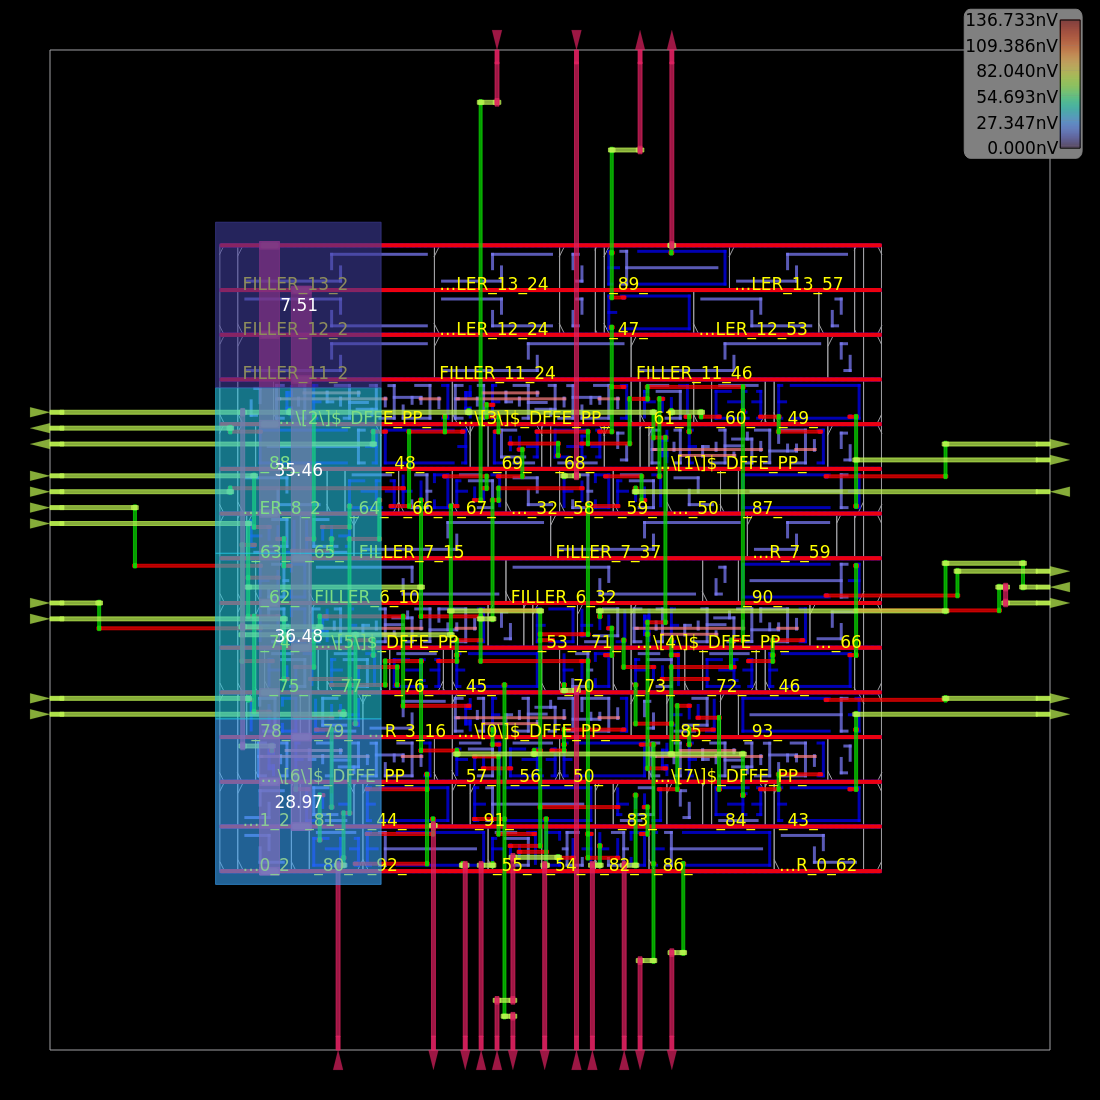 136.733nV
109.386nV
82.040nV
54.693nV
27.347nV
0.000nV
FILLER_13_2 ...LER_13_24 _89_ ...LER_13_57
7.51
FILLER_12_2 ...LER_12_24 _47_ ...LER_12_53
FILLER_11_2 FILLER_11_24 FILLER_11_46
...\[2\]$_DFFE_PP_ ...\[3\]$_DFFE_PP_ _61_ _60_ _49_
_88_ _48_ _69_ _68_ ...\[1\]$_DFFE_PP_
35.46
...ER_8_2 _64_ _66_ _67_ ..._32_ _58_ _59_ ..._50_ _87_
_63_ _65_ FILLER_7_15 FILLER_7_37 ...R_7_59
_62_ FILLER_6_10 FILLER_6_32 _90_
36.48
_74_ ...\[5\]$_DFFE_PP_ _53_ _71_ ...\[4\]$_DFFE_PP_ ..._66
_75_ _77_ _76_ _45_ _70_ _73_ _72_ _46_
_78_ _79_ ...R_3_16 ...\[0\]$_DFFE_PP_ _85_ _93_
...\[6\]$_DFFE_PP_ _57_ _56_ _50_ ...\[7\]$_DFFE_PP_
28.97
...1_2 _81_ _44_ _91_ _83_ _84_ _43_
...0_2 _80_ _92_ _55_ _54_ _82_ _86_ ...R_0_62